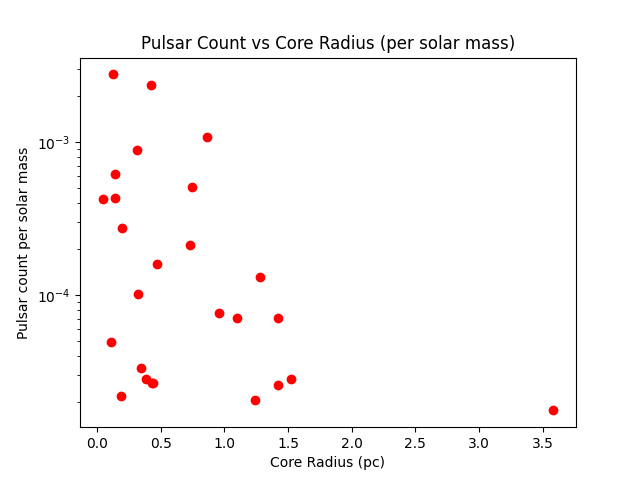 Pulsar Count vs Core Radius (per solar mass)
Pulsar count per solar mass
10⁻³
10⁻⁴
0.0 0.5 1.0 1.5 2.0 2.5 3.0 3.5
Core Radius (pc)